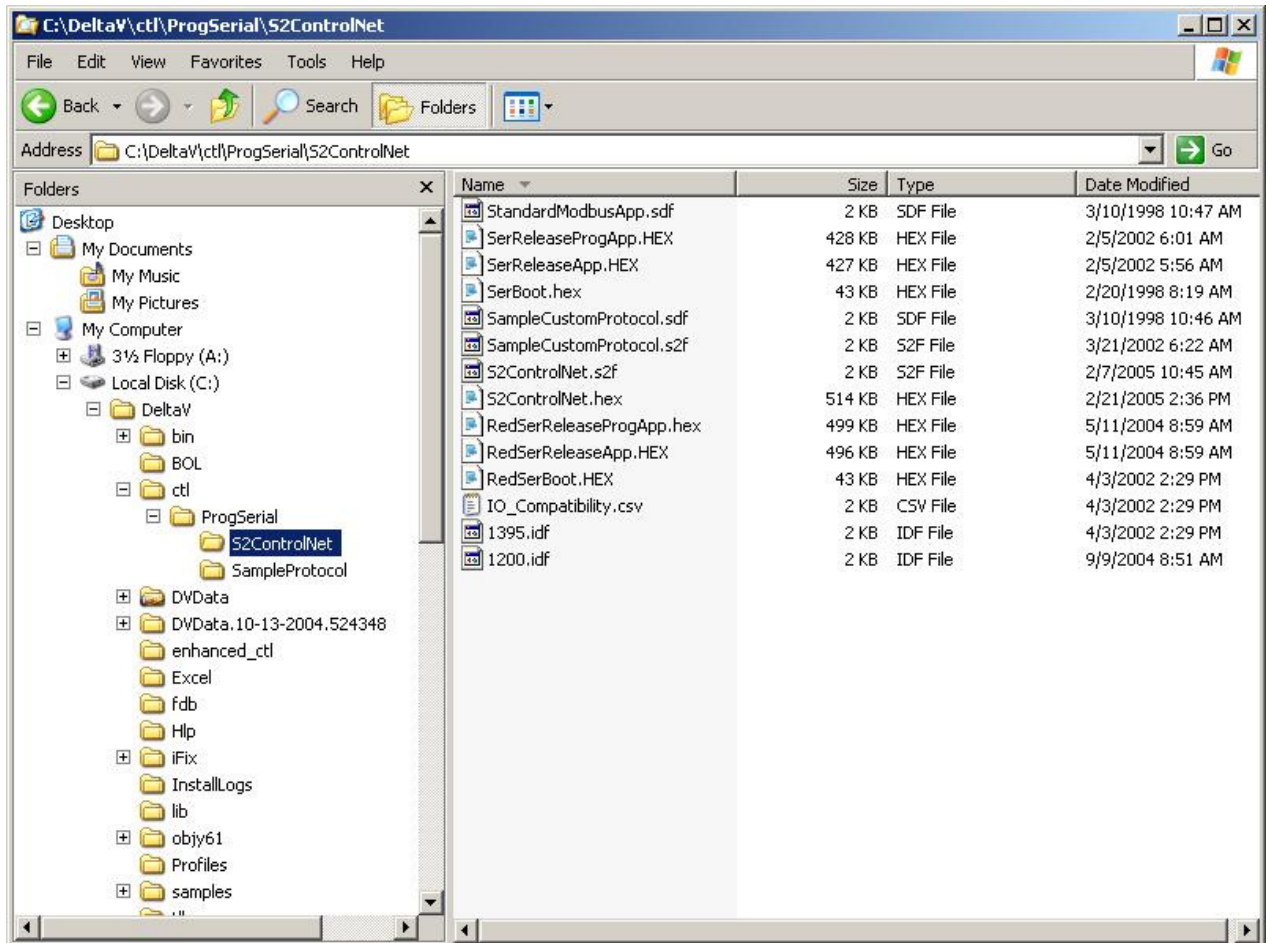 C:\DeltaV\ctl\ProgSerial\S2ControlNet
File Edit View Favorites Tools Help
Back Search Folders
Address C:\DeltaV\ctl\ProgSerial\S2ControlNet Go
Folders
Desktop
My Documents
My Music
My Pictures
My Computer
3½ Floppy (A:)
Local Disk (C:)
DeltaV
bin
BOL
ctl
ProgSerial
S2ControlNet
SampleProtocol
DVData
DVData.10-13-2004.524348
enhanced_ctl
Excel
fdb
Hlp
iFix
InstallLogs
lib
objy61
Profiles
samples
Name Size Type Date Modified
StandardModbusApp.sdf 2 KB SDF File 3/10/1998 10:47 AM
SerReleaseProgApp.HEX 428 KB HEX File 2/5/2002 6:01 AM
SerReleaseApp.HEX 427 KB HEX File 2/5/2002 5:56 AM
SerBoot.hex 43 KB HEX File 2/20/1998 8:19 AM
SampleCustomProtocol.sdf 2 KB SDF File 3/10/1998 10:46 AM
SampleCustomProtocol.s2f 2 KB S2F File 3/21/2002 6:22 AM
S2ControlNet.s2f 2 KB S2F File 2/7/2005 10:45 AM
S2ControlNet.hex 514 KB HEX File 2/21/2005 2:36 PM
RedSerReleaseProgApp.hex 499 KB HEX File 5/11/2004 8:59 AM
RedSerReleaseApp.HEX 496 KB HEX File 5/11/2004 8:59 AM
RedSerBoot.HEX 43 KB HEX File 4/3/2002 2:29 PM
IO_Compatibility.csv 2 KB CSV File 4/3/2002 2:29 PM
1395.idf 2 KB IDF File 4/3/2002 2:29 PM
1200.idf 2 KB IDF File 9/9/2004 8:51 AM